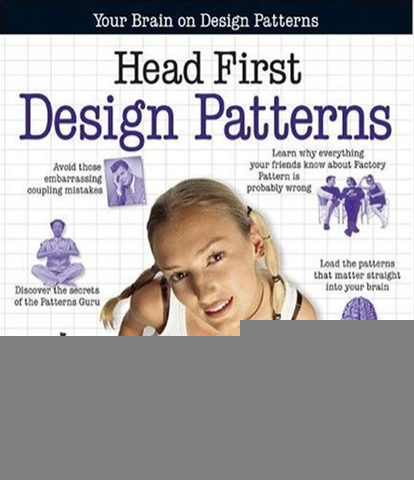 Your Brain on Design Patterns
Head First
Design Patterns
Avoid those
embarrassing
coupling mistakes
Learn why everything
your friends know about Factory
Pattern is
probably wrong
Discover the secrets
of the Patterns Guru
Load the patterns
that matter straight
into your brain